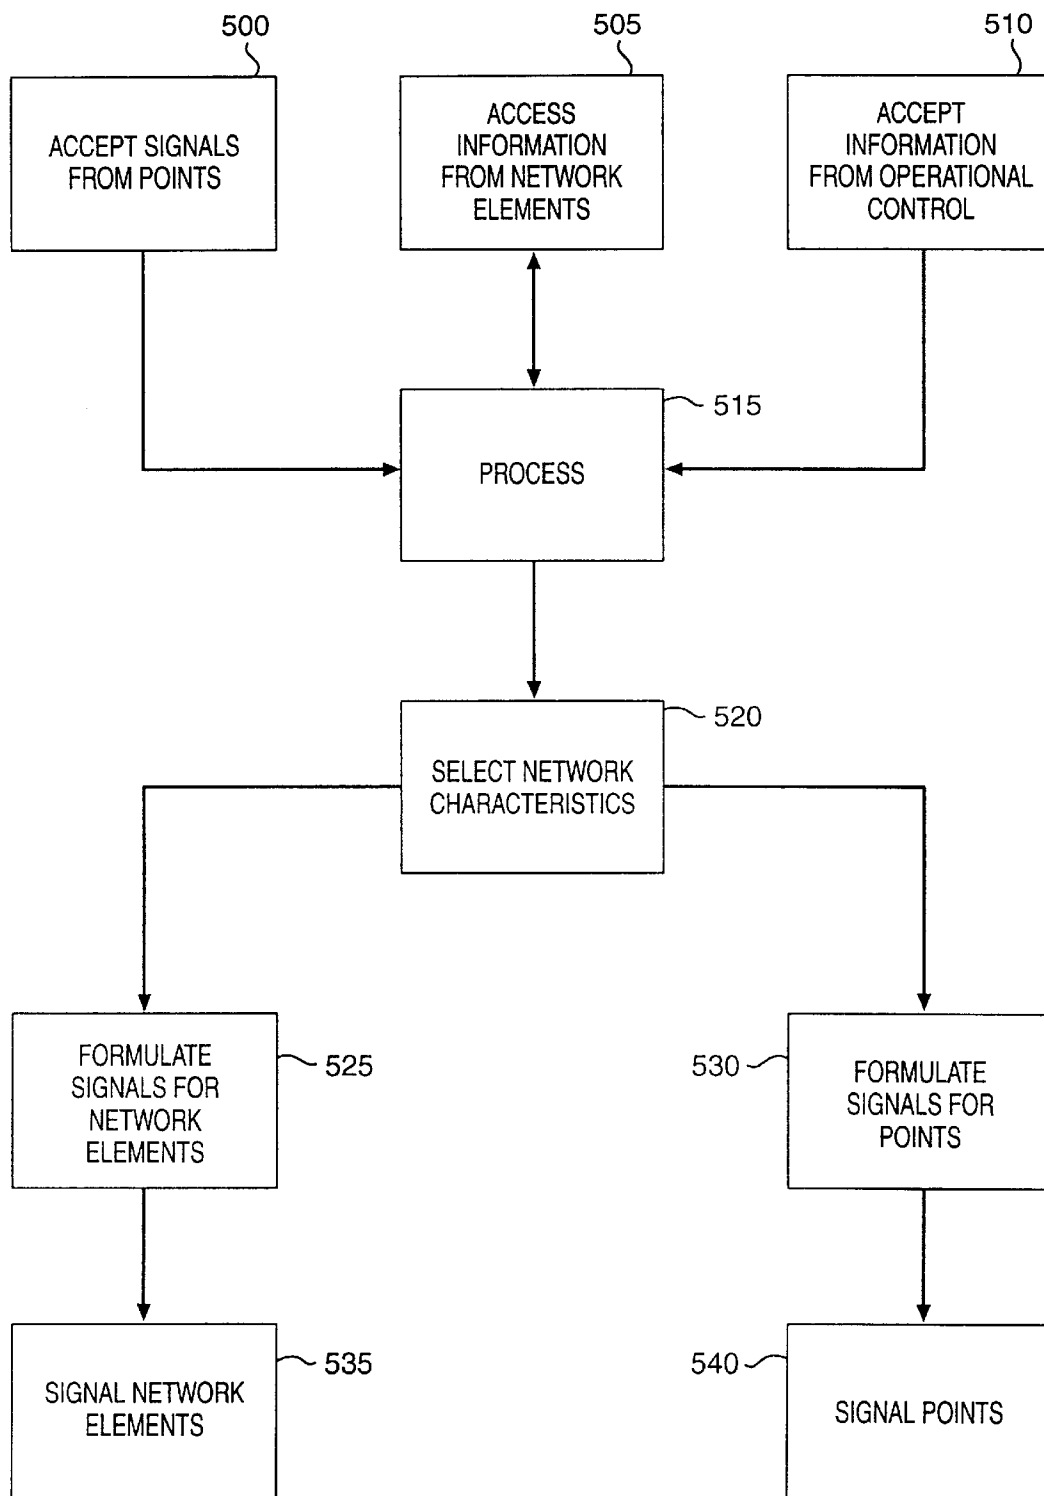 500
505
510
ACCEPT SIGNALS
FROM POINTS
ACCESS
INFORMATION
FROM NETWORK
ELEMENTS
ACCEPT
INFORMATION
FROM OPERATIONAL
CONTROL
515
PROCESS
520
SELECT NETWORK
CHARACTERISTICS
FORMULATE
SIGNALS FOR
NETWORK
ELEMENTS
525
530
FORMULATE
SIGNALS FOR
POINTS
SIGNAL NETWORK
ELEMENTS
535
540
SIGNAL POINTS